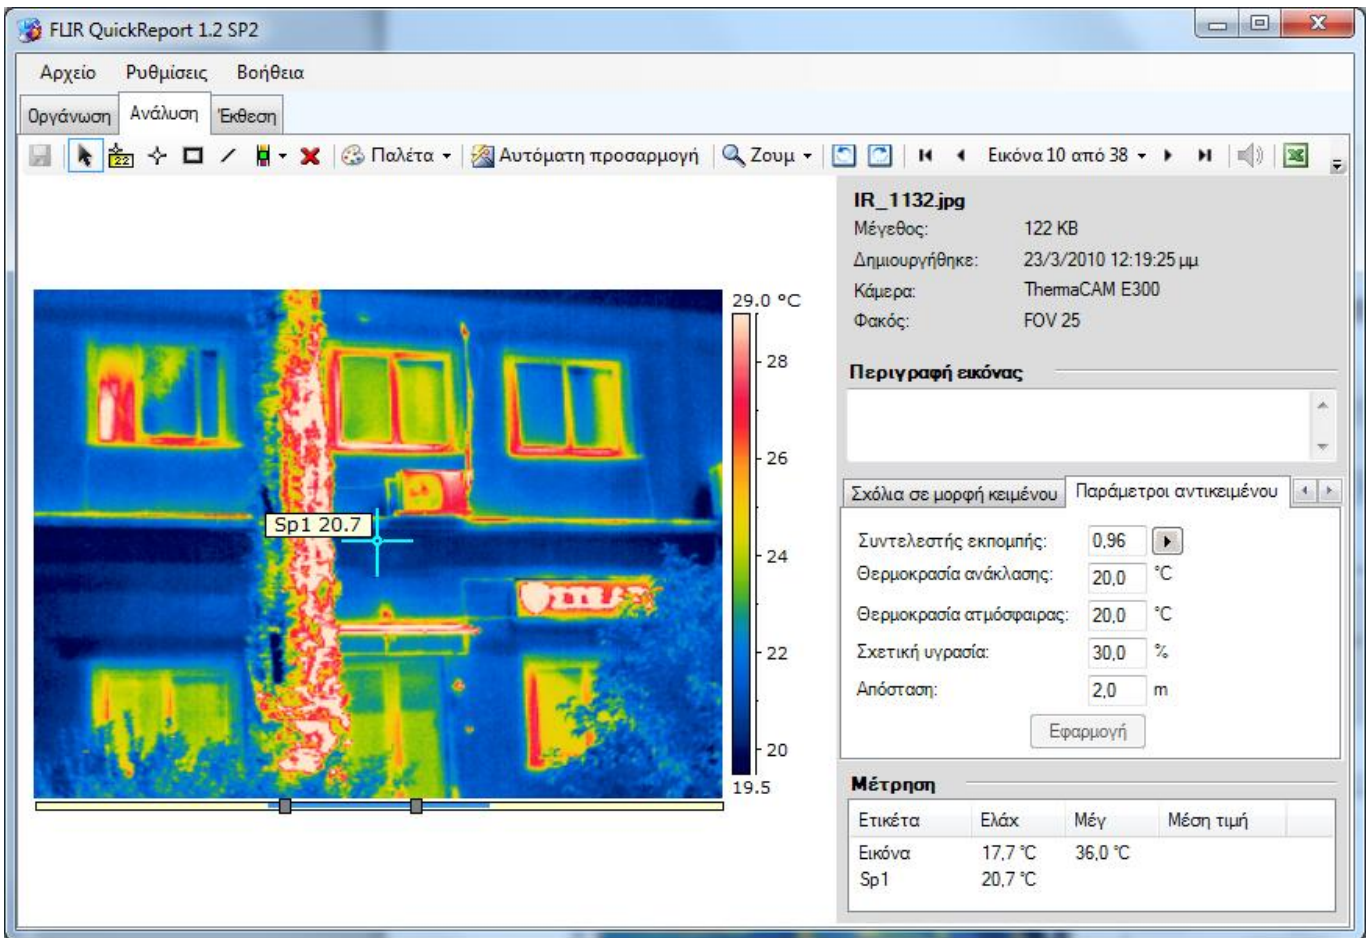 FLIR QuickReport 1.2 SP2
Αρχείο Ρυθμίσεις Βοήθεια
Οργάνωση Ανάλυση Έκθεση
22 Παλέτα Αυτόματη προσαρμογή Ζουμ Εικόνα 10 από 38
IR_1132.jpg
Μέγεθος: 122 KB
Δημιουργήθηκε: 23/3/2010 12:19:25 μμ
Κάμερα: ThermaCAM E300
Φακός: FOV 25
Περιγραφή εικόνας
29.0 °C
28
26
24
22
20
19.5
Sp1 20.7
Σχόλια σε μορφή κειμένου Παράμετροι αντικειμένου
Συντελεστής εκπομπής: 0,96
Θερμοκρασία ανάκλασης: 20,0 °C
Θερμοκρασία ατμόσφαιρας: 20,0 °C
Σχετική υγρασία: 30,0 %
Απόσταση: 2,0 m
Εφαρμογή
Μέτρηση
Ετικέτα Ελάχ Μέγ Μέση τιμή
Εικόνα 17,7 °C 36,0 °C
Sp1 20,7 °C